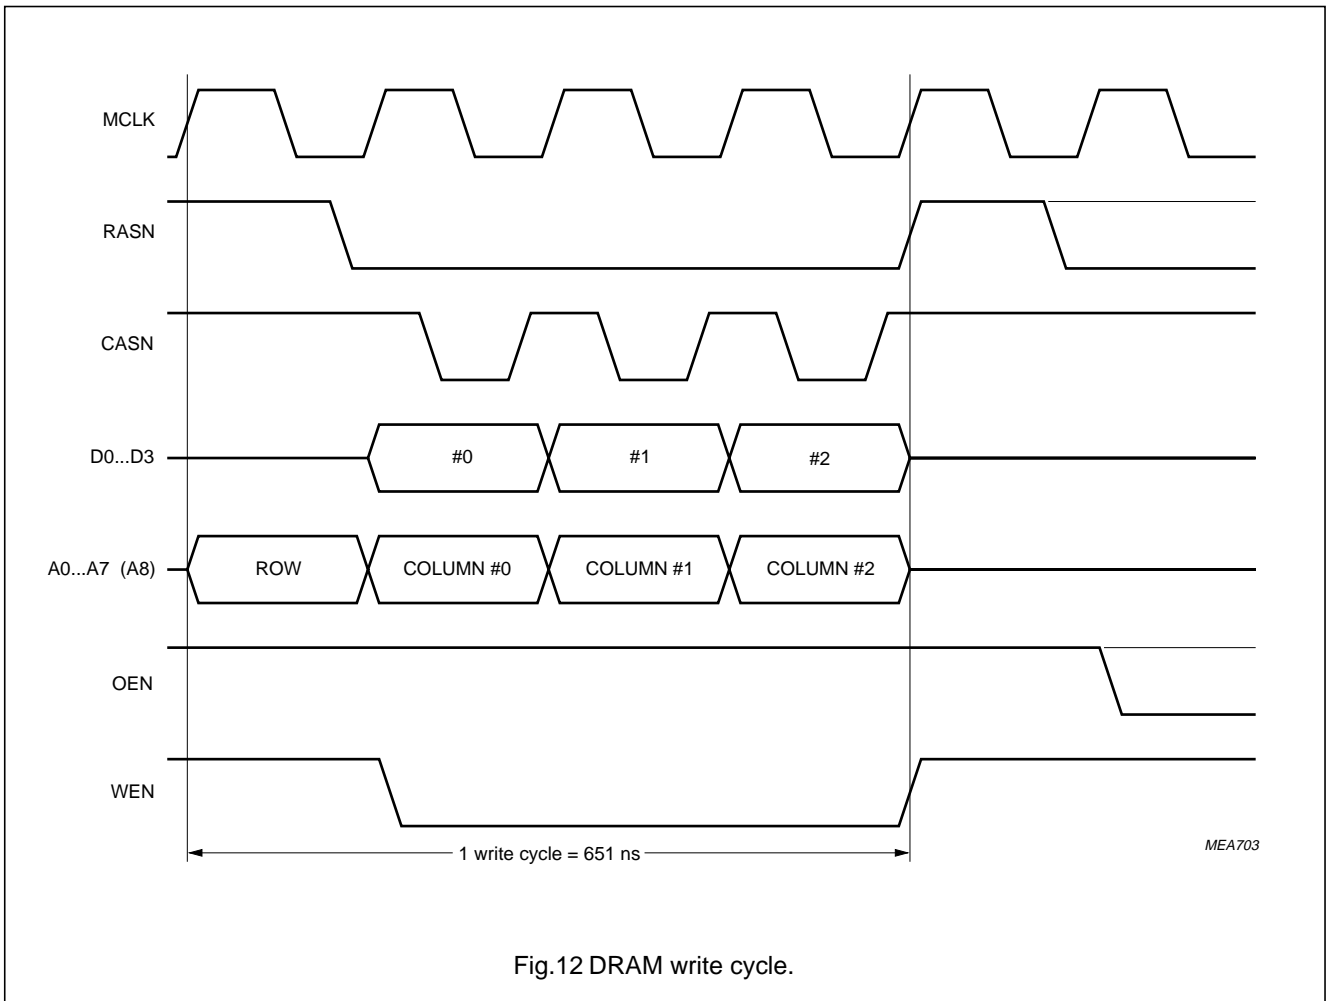 MCLK
RASN
CASN
D0...D3
#0
#1
#2
A0...A7 (A8)
ROW
COLUMN #0
COLUMN #1
COLUMN #2
OEN
WEN
1 write cycle = 651 ns
MEA703
Fig.12 DRAM write cycle.